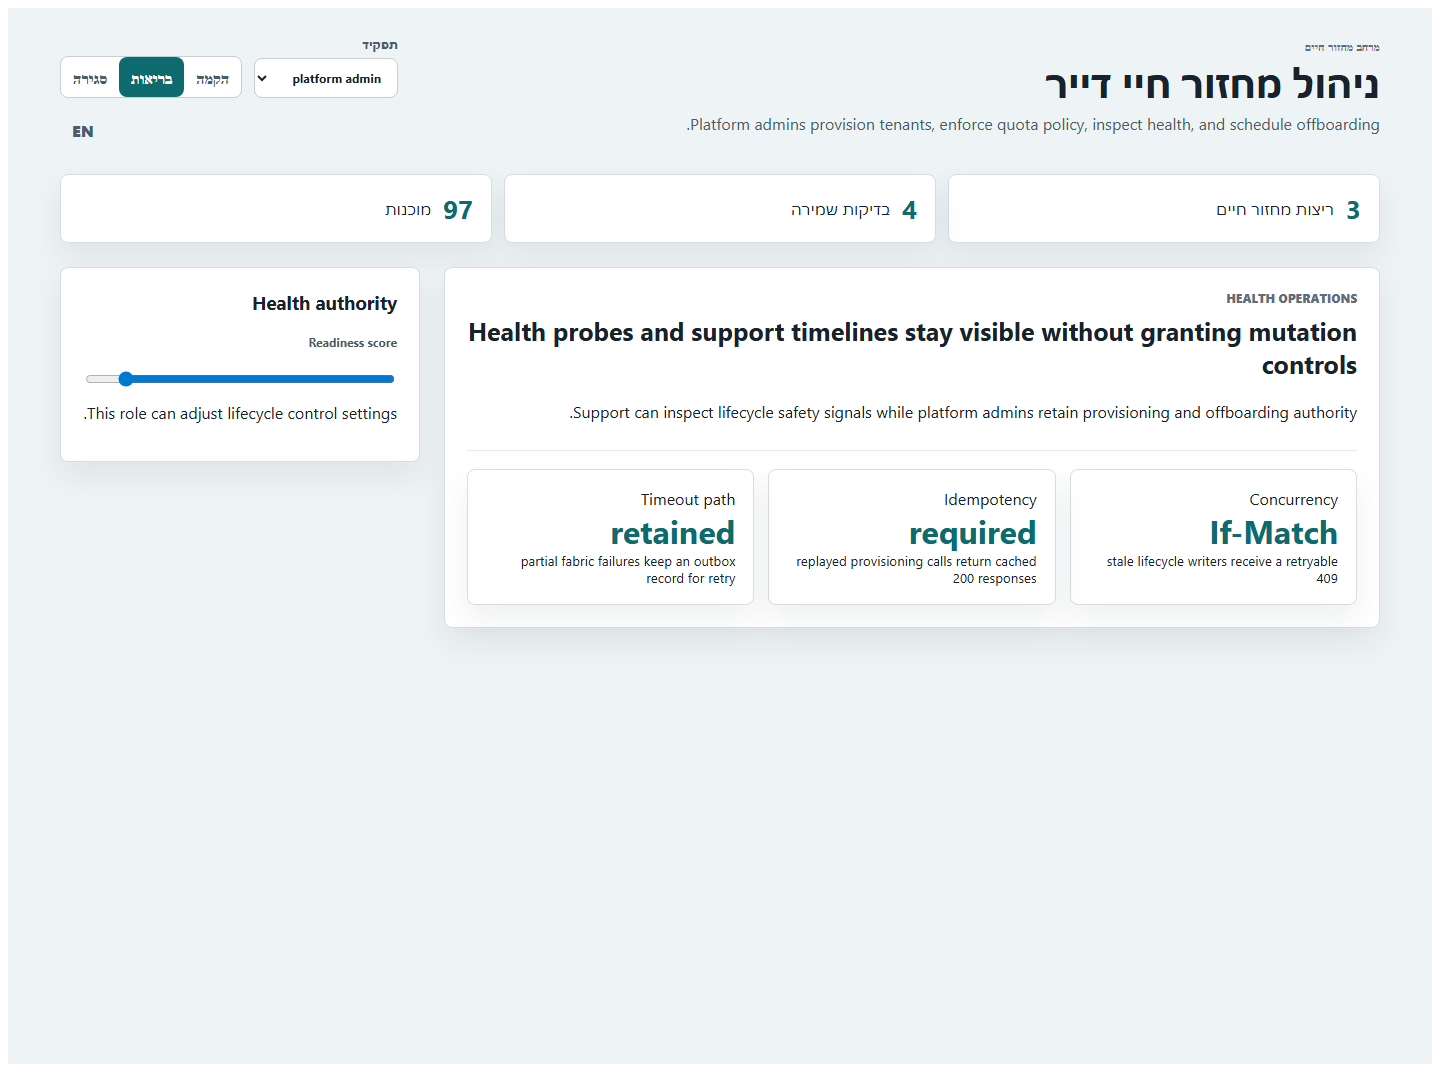 מרחב מחזור חיים
ניהול מחזור חיי דייר
Platform admins provision tenants, enforce quota policy, inspect health, and schedule offboarding.
תפקיד
platform admin
הקמה
בריאות
סגירה
EN
3 ריצות מחזור חיים
4 בדיקות שמירה
97 מוכנות
HEALTH OPERATIONS
Health probes and support timelines stay visible without granting mutation
controls
Support can inspect lifecycle safety signals while platform admins retain provisioning and offboarding authority.
Concurrency
If-Match
stale lifecycle writers receive a retryable
409
Idempotency
required
replayed provisioning calls return cached
200 responses
Timeout path
retained
partial fabric failures keep an outbox
record for retry
Health authority
Readiness score
This role can adjust lifecycle control settings.